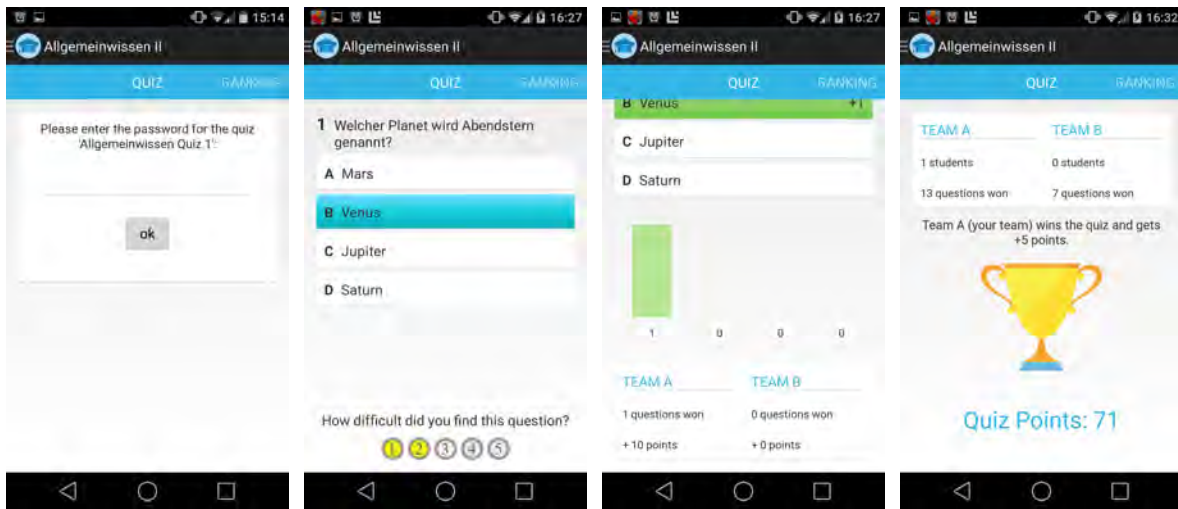 15:14
Allgemeinwissen II
QUIZ RANKING
Please enter the password for the quiz
'Allgemeinwissen Quiz 1':
ok
16:27
Allgemeinwissen II
QUIZ RANKING
1 Welcher Planet wird Abendstern
genannt?
A Mars
B Venus
C Jupiter
D Saturn
How difficult did you find this question?
1 2 3 4 5
16:27
Allgemeinwissen II
QUIZ RANKING
B Venus +1
C Jupiter
D Saturn
1 0 0 0
TEAM A TEAM B
1 questions won 0 questions won
+ 10 points + 0 points
16:32
Allgemeinwissen II
QUIZ RANKING
TEAM A TEAM B
1 students 0 students
13 questions won 7 questions won
Team A (your team) wins the quiz and gets
+5 points.
Quiz Points: 71